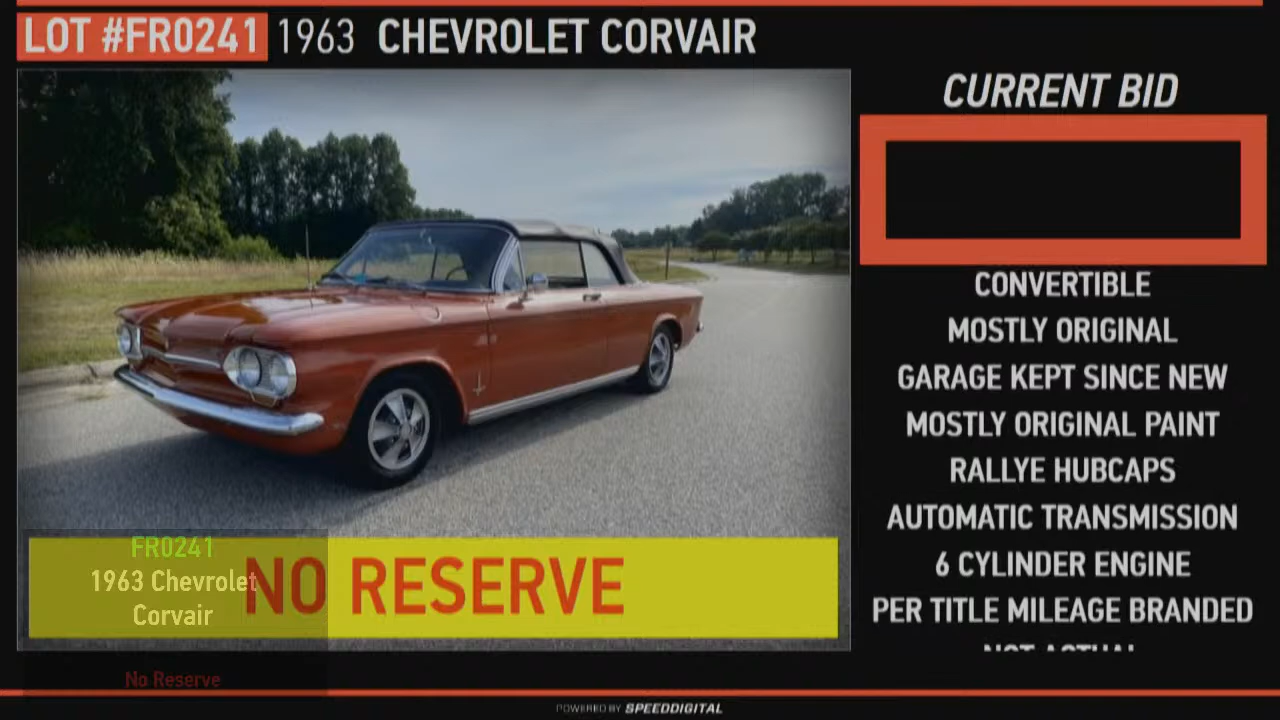 LOT #FR0241 1963 CHEVROLET CORVAIR
CURRENT BID
CONVERTIBLE
MOSTLY ORIGINAL
GARAGE KEPT SINCE NEW
MOSTLY ORIGINAL PAINT
RALLYE HUBCAPS
AUTOMATIC TRANSMISSION
6 CYLINDER ENGINE
PER TITLE MILEAGE BRANDED
NOT ACTUAL
NO RESERVE
FR0241
1963 Chevrolet
Corvair
No Reserve
POWERED BY SPEEDDIGITAL